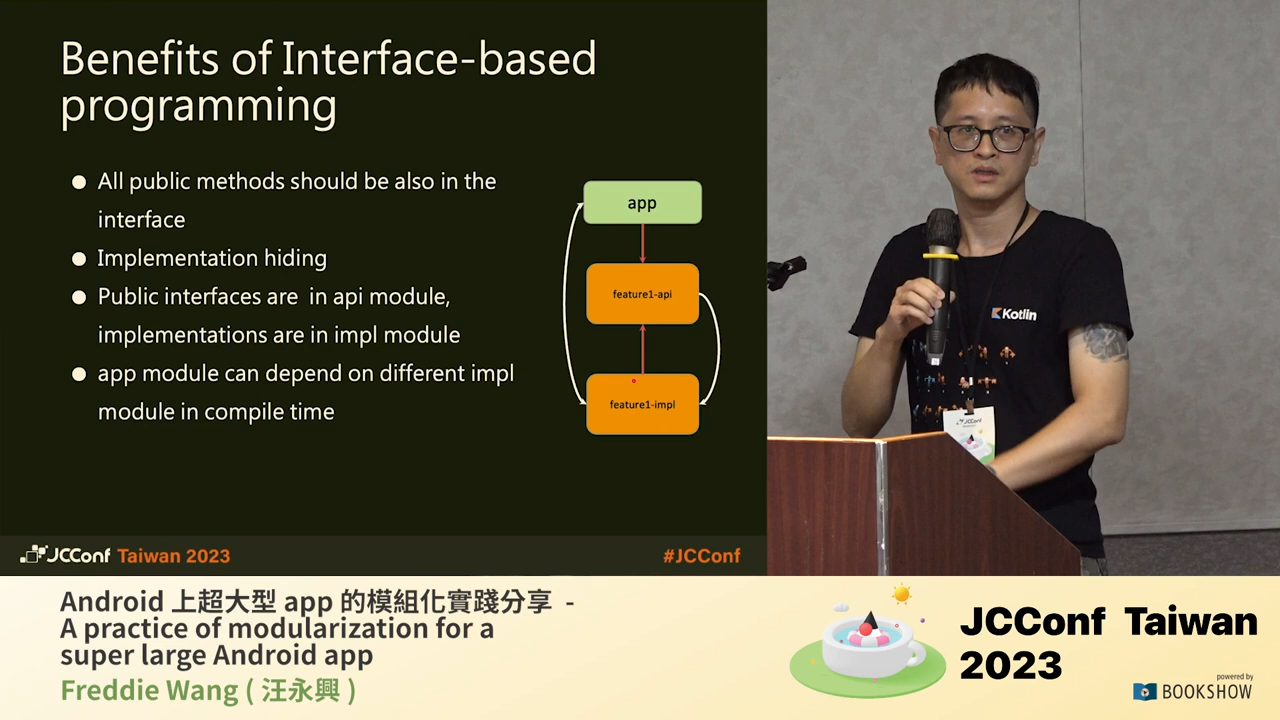 Benefits of Interface-based
programming
● All public methods should be also in the
interface
● Implementation hiding
● Public interfaces are in api module,
implementations are in impl module
● app module can depend on different impl
module in compile time
app
feature1-api
feature1-impl
JCConf Taiwan 2023
#JCConf
Kotlin
JCConf
Android 上超大型 app 的模組化實踐分享 -
A practice of modularization for a
super large Android app
Freddie Wang ( 汪永興 )
JCConf Taiwan
2023
powered by
BOOKSHOW